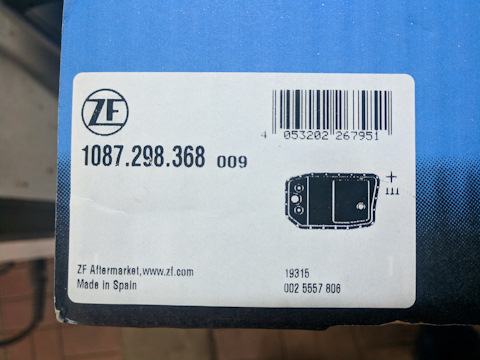 ZF
4 053202 267951
1087.298.368 009
ZF Aftermarket,www.zf.com
Made in Spain
19315
002 5557 806